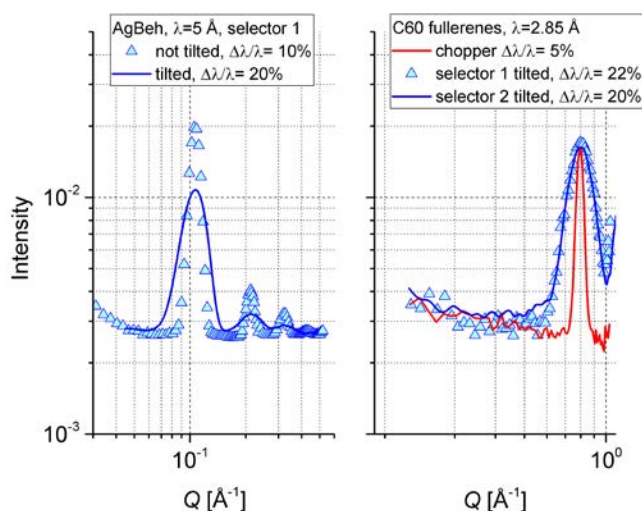 AgBeh, λ=5 Å, selector 1
not tilted, Δλ/λ= 10%
tilted, Δλ/λ= 20%
C60 fullerenes, λ=2.85 Å
chopper Δλ/λ= 5%
selector 1 tilted, Δλ/λ= 22%
selector 2 tilted, Δλ/λ= 20%
Intensity
10⁻²
10⁻³
10⁻¹
10⁰
Q [Å⁻¹]
Q [Å⁻¹]